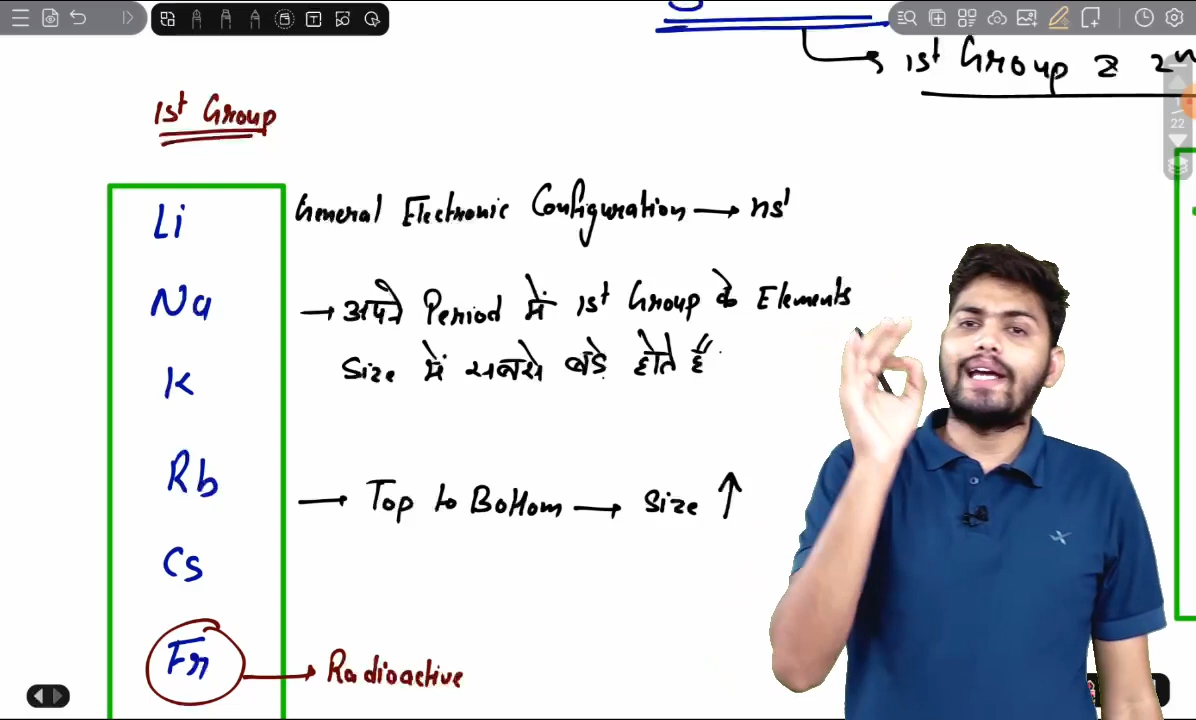 1st Group z 2n
1st Group
22
Li
General Electronic Configuration → ns¹
Na
→ अपने Period में 1st Group के Elements
Size में सबसे बडे होते हैं
K
Rb
→ Top to Bottom → Size ↑
Cs
Fr → Radioactive